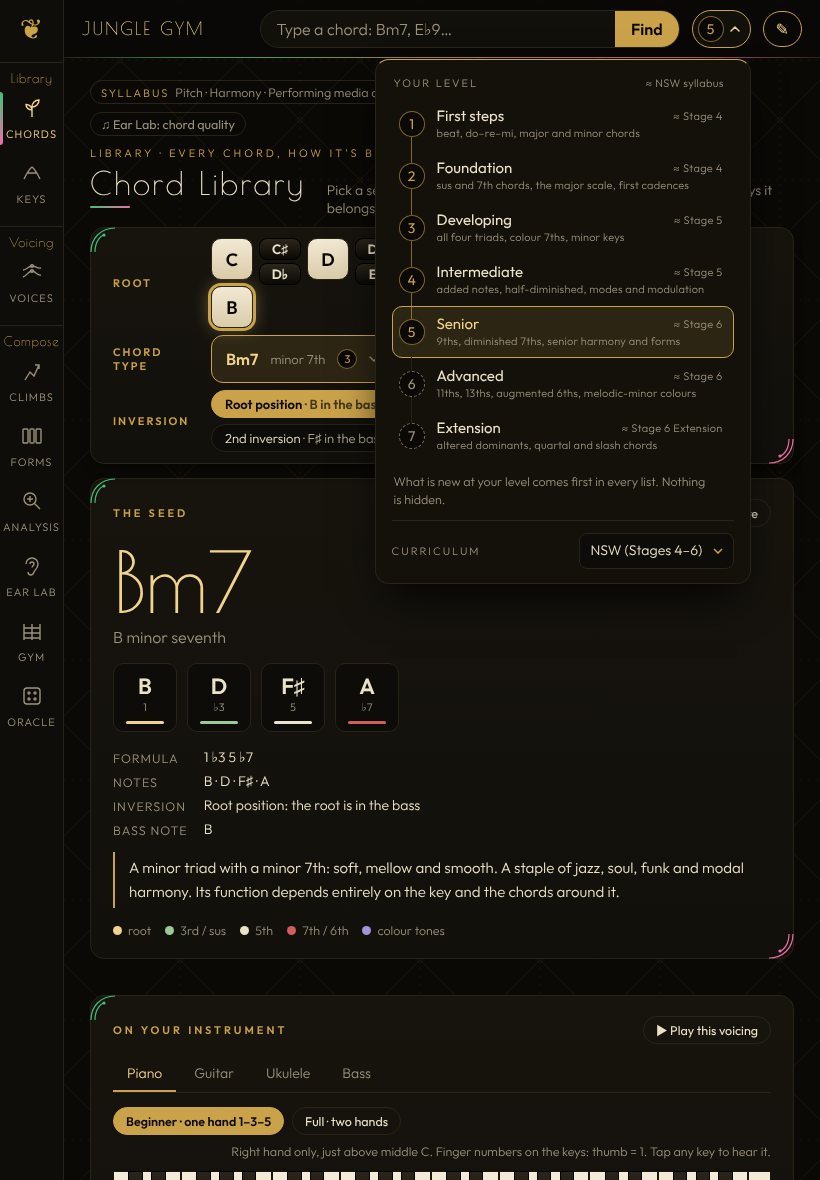 JUNGLE GYM
Type a chord: Bm7, E♭9…
Find
5
✎
Library
CHORDS
KEYS
Voicing
VOICES
Compose
CLIMBS
FORMS
ANALYSIS
EAR LAB
GYM
ORACLE
SYLLABUS Pitch · Harmony · Performing media
♫ Ear Lab: chord quality
LIBRARY · EVERY CHORD, HOW IT'S B
Chord Library
Pick a
belongs
ys it
YOUR LEVEL
≈ NSW syllabus
1 First steps ≈ Stage 4
beat, do–re–mi, major and minor chords
2 Foundation ≈ Stage 4
sus and 7th chords, the major scale, first cadences
3 Developing ≈ Stage 5
all four triads, colour 7ths, minor keys
4 Intermediate ≈ Stage 5
added notes, half-diminished, modes and modulation
5 Senior ≈ Stage 6
9ths, diminished 7ths, senior harmony and forms
6 Advanced ≈ Stage 6
11ths, 13ths, augmented 6ths, melodic-minor colours
7 Extension ≈ Stage 6 Extension
altered dominants, quartal and slash chords
What is new at your level comes first in every list. Nothing
is hidden.
CURRICULUM
NSW (Stages 4–6)
ROOT
C
C♯
D♭
D
B
CHORD
TYPE
Bm7 minor 7th 3
INVERSION
Root position · B in the bas
2nd inversion · F♯ in the bas
THE SEED
Bm7
B minor seventh
B
1
D
♭3
F♯
5
A
♭7
FORMULA 1 ♭3 5 ♭7
NOTES B · D · F♯ · A
INVERSION Root position: the root is in the bass
BASS NOTE B
A minor triad with a minor 7th: soft, mellow and smooth. A staple of jazz, soul, funk and modal
harmony. Its function depends entirely on the key and the chords around it.
root
3rd / sus
5th
7th / 6th
colour tones
ON YOUR INSTRUMENT
▶ Play this voicing
Piano
Guitar
Ukulele
Bass
Beginner · one hand 1–3–5
Full · two hands
Right hand only, just above middle C. Finger numbers on the keys: thumb = 1. Tap any key to hear it.